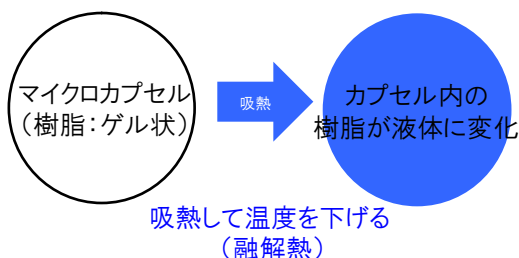 マイクロカプセル
（樹脂：ゲル状）
吸熱
カプセル内の
樹脂が液体に変化
吸熱して温度を下げる
（融解熱）